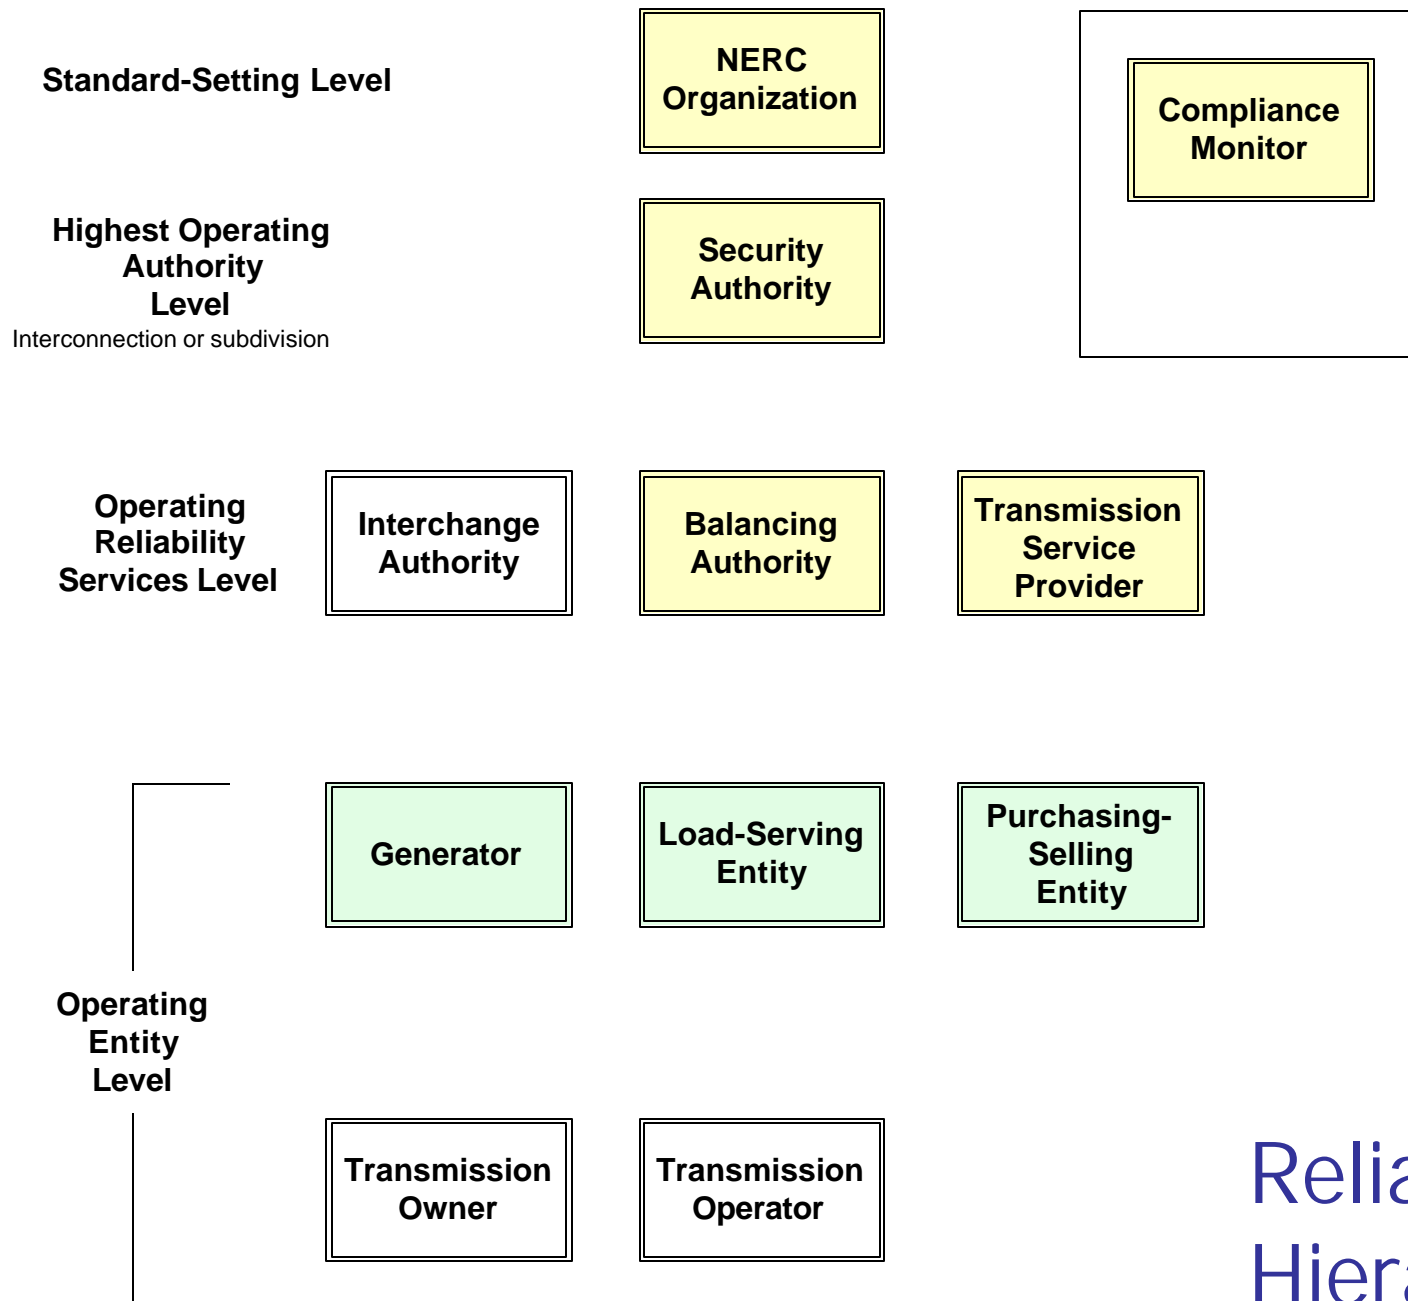 Standard-Setting Level
NERC
Organization
Compliance
Monitor
Highest Operating
Authority
Level
Interconnection or subdivision
Security
Authority
Operating
Reliability
Services Level
Interchange
Authority
Balancing
Authority
Transmission
Service
Provider
Generator
Load-Serving
Entity
Purchasing-
Selling
Entity
Operating
Entity
Level
Transmission
Owner
Transmission
Operator